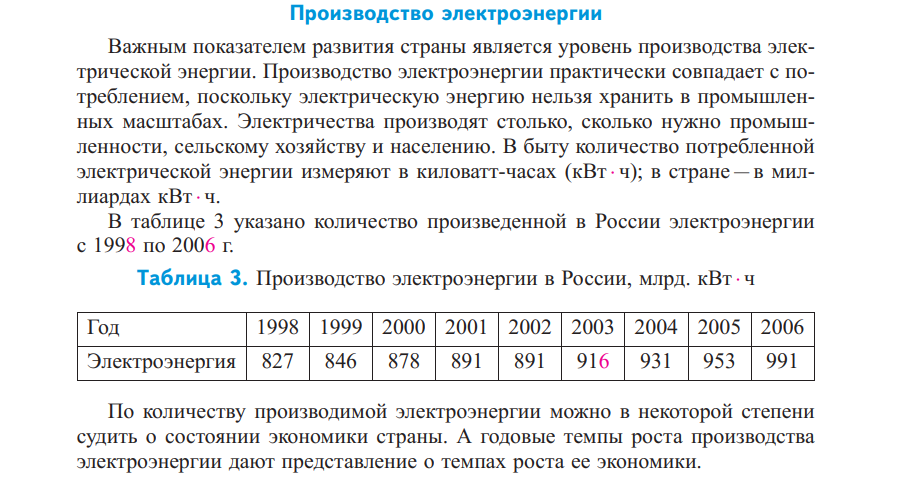 Производство электроэнергии
Важным показателем развития страны является уровень производства элек-
трической энергии. Производство электроэнергии практически совпадает с по-
треблением, поскольку электрическую энергию нельзя хранить в промышлен-
ных масштабах. Электричества производят столько, сколько нужно промыш-
ленности, сельскому хозяйству и населению. В быту количество потребленной
электрической энергии измеряют в киловатт-часах (кВт · ч); в стране — в мил-
лиардах кВт · ч.
В таблице 3 указано количество произведенной в России электроэнергии
с 1998 по 2006 г.
Таблица 3. Производство электроэнергии в России, млрд. кВт · ч
Год 1998 1999 2000 2001 2002 2003 2004 2005 2006
Электроэнергия 827 846 878 891 891 916 931 953 991
По количеству производимой электроэнергии можно в некоторой степени
судить о состоянии экономики страны. А годовые темпы роста производства
электроэнергии дают представление о темпах роста ее экономики.